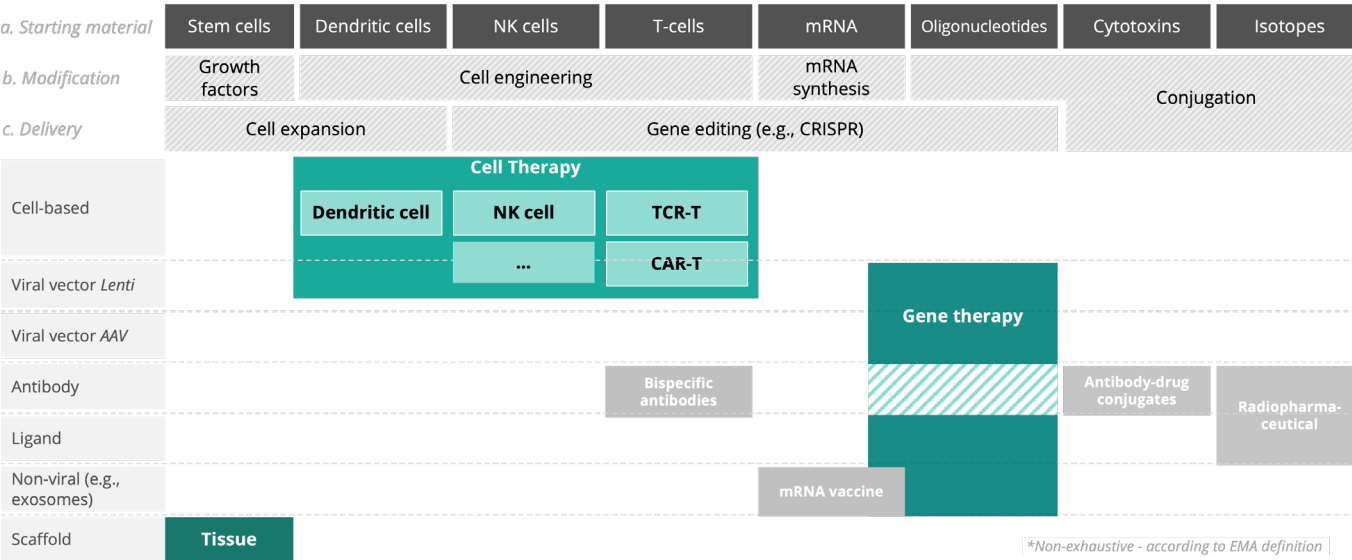 a. Starting material
Stem cells
Dendritic cells
NK cells
T-cells
mRNA
Oligonucleotides
Cytotoxins
Isotopes
b. Modification
Growth
factors
Cell engineering
mRNA
synthesis
Conjugation
c. Delivery
Cell expansion
Gene editing (e.g., CRISPR)
Cell-based
Cell Therapy
Dendritic cell
NK cell
TCR-T
...
CAR-T
Viral vector Lenti
Gene therapy
Viral vector AAV
Antibody
Bispecific
antibodies
Antibody-drug
conjugates
Radiopharma-
ceutical
Ligand
Non-viral (e.g.,
exosomes)
mRNA vaccine
Scaffold
Tissue
*Non-exhaustive - according to EMA definition